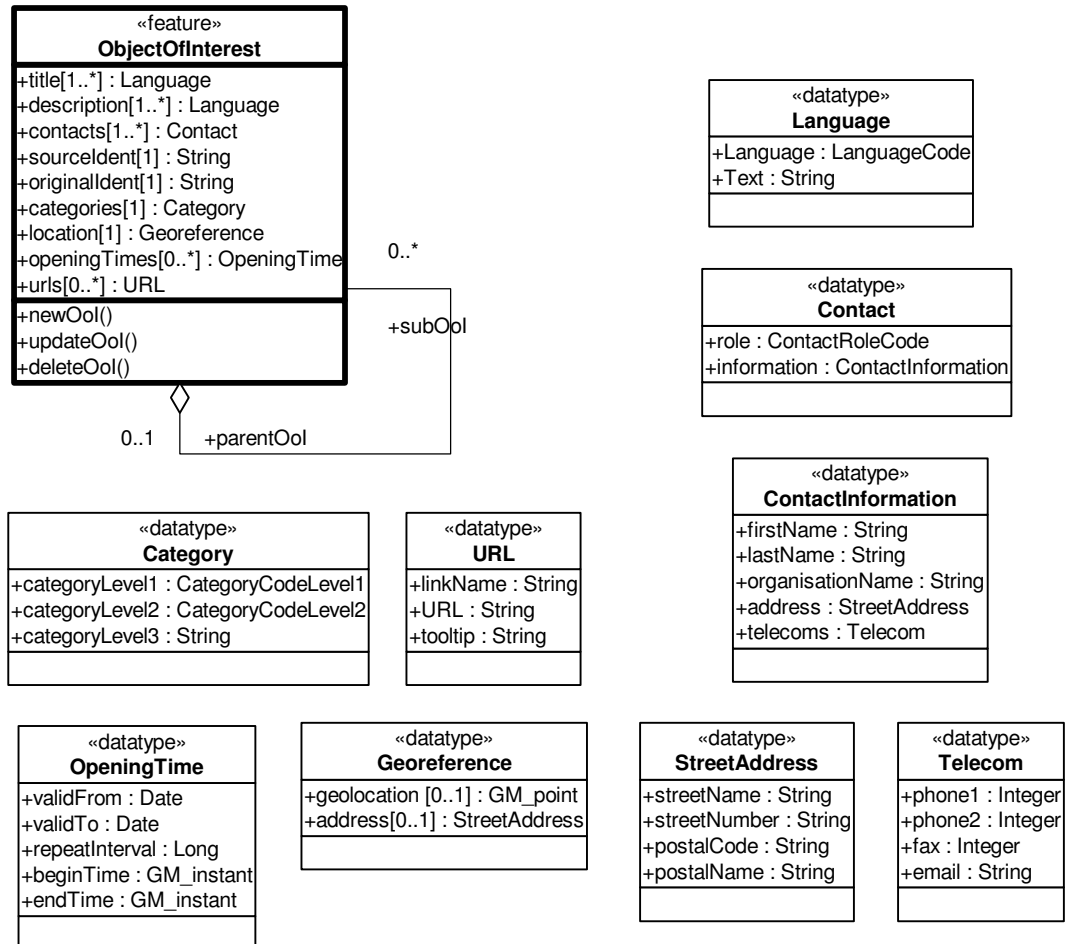 «feature»
ObjectOfInterest
+title[1..*] : Language
+description[1..*] : Language
+contacts[1..*] : Contact
+sourceIdent[1] : String
+originalIdent[1] : String
+categories[1] : Category
+location[1] : Georeference
+openingTimes[0..*] : OpeningTime
+urls[0..*] : URL
+newOoI()
+updateOoI()
+deleteOoI()
0..*
+subOoI
0..1
+parentOoI
«datatype»
Language
+Language : LanguageCode
+Text : String
«datatype»
Contact
+role : ContactRoleCode
+information : ContactInformation
«datatype»
ContactInformation
+firstName : String
+lastName : String
+organisationName : String
+address : StreetAddress
+telecoms : Telecom
«datatype»
Category
+categoryLevel1 : CategoryCodeLevel1
+categoryLevel2 : CategoryCodeLevel2
+categoryLevel3 : String
«datatype»
URL
+linkName : String
+URL : String
+tooltip : String
«datatype»
OpeningTime
+validFrom : Date
+validTo : Date
+repeatInterval : Long
+beginTime : GM_instant
+endTime : GM_instant
«datatype»
Georeference
+geolocation [0..1] : GM_point
+address[0..1] : StreetAddress
«datatype»
StreetAddress
+streetName : String
+streetNumber : String
+postalCode : String
+postalName : String
«datatype»
Telecom
+phone1 : Integer
+phone2 : Integer
+fax : Integer
+email : String